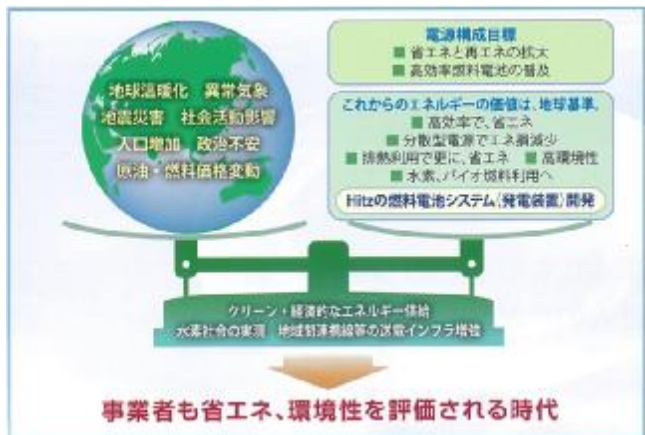 地球温暖化 異常気象
地震災害 社会活動影響
人口増加 政治不安
原油・燃料価格変動
電源構成目標
■ 省エネと再エネの拡大
■ 高効率燃料電池の普及
これからのエネルギーの価値は、地球基準。
■ 高効率で、省エネ
■ 分散型電源でエネ損減少
■ 排熱利用で更に、省エネ ■ 高環境性
■ 水素、バイオ燃料利用へ
Hitzの燃料電池システム(発電装置)開発
クリーン・経済的なエネルギー供給
水素社会の実現 地域間連携線等の送電インフラ増強
事業者も省エネ、環境性を評価される時代